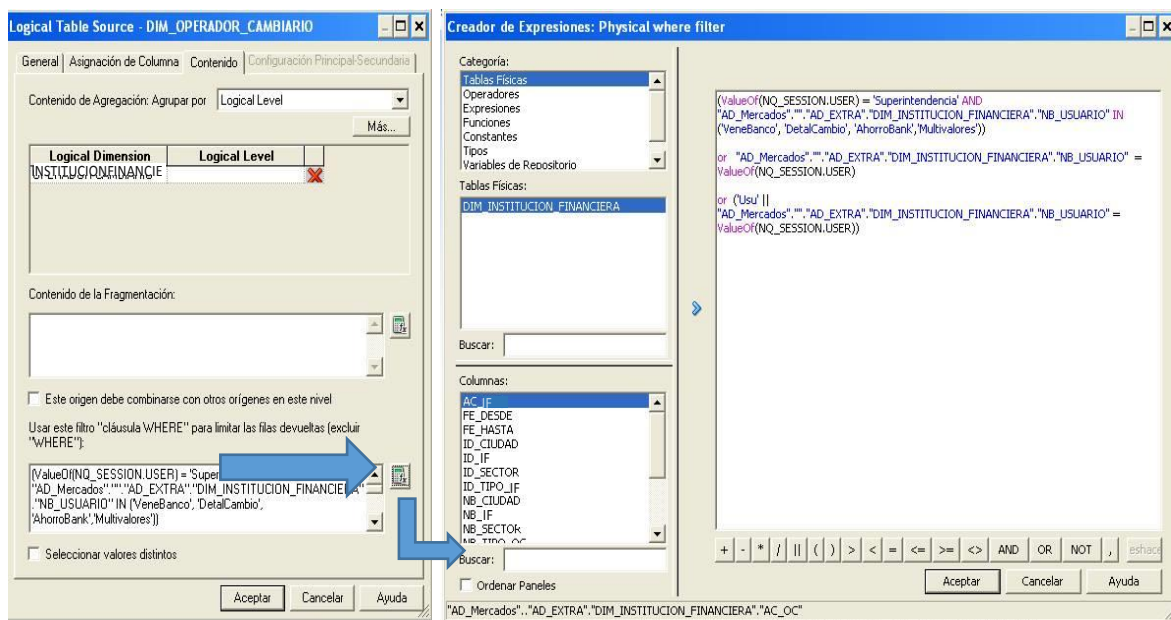 Logical Table Source - DIM_OPERADOR_CAMBIARIO
General
Asignación de Columna
Contenido
Configuración Principal-Secundaria
Contenido de Agregación: Agrupar por
Logical Level
Más...
Logical Dimension
Logical Level
INSTITUCIONFINANCIE
Contenido de la Fragmentación:
Este origen debe combinarse con otros orígenes en este nivel
Usar este filtro "cláusula WHERE" para limitar las filas devueltas (excluir
"WHERE"):
(ValueOf(NQ_SESSION.USER) = 'Super
"AD_Mercados".""."AD_EXTRA"."DIM_INSTITUCION_FINANCIERA"
."NB_USUARIO" IN ('VeneBanco', 'DetalCambio',
'AhorroBank','Multivalores'))
Seleccionar valores distintos
Aceptar
Cancelar
Ayuda
Creador de Expresiones: Physical where filter
Categoría:
Tablas Físicas
Operadores
Expresiones
Funciones
Constantes
Tipos
Variables de Repositorio
Tablas Físicas:
DIM_INSTITUCION_FINANCIERA
Buscar:
Columnas:
AC_IF
FE_DESDE
FE_HASTA
ID_CIUDAD
ID_IF
ID_SECTOR
ID_TIPO_IF
NB_CIUDAD
NB_IF
NB_SECTOR
NB_TIPO_OC
Buscar:
Ordenar Paneles
(ValueOf(NQ_SESSION.USER) = 'Superintendencia' AND
"AD_Mercados".""."AD_EXTRA"."DIM_INSTITUCION_FINANCIERA"."NB_USUARIO" IN
('VeneBanco', 'DetalCambio', 'AhorroBank','Multivalores'))
or "AD_Mercados".""."AD_EXTRA"."DIM_INSTITUCION_FINANCIERA"."NB_USUARIO" =
ValueOf(NQ_SESSION.USER)
or ('Usu' ||
"AD_Mercados".""."AD_EXTRA"."DIM_INSTITUCION_FINANCIERA"."NB_USUARIO" =
ValueOf(NQ_SESSION.USER))
+ - * / || ( ) > < = <= >= <> AND OR NOT , eshace
Aceptar
Cancelar
Ayuda
"AD_Mercados".."AD_EXTRA"."DIM_INSTITUCION_FINANCIERA"."AC_OC"